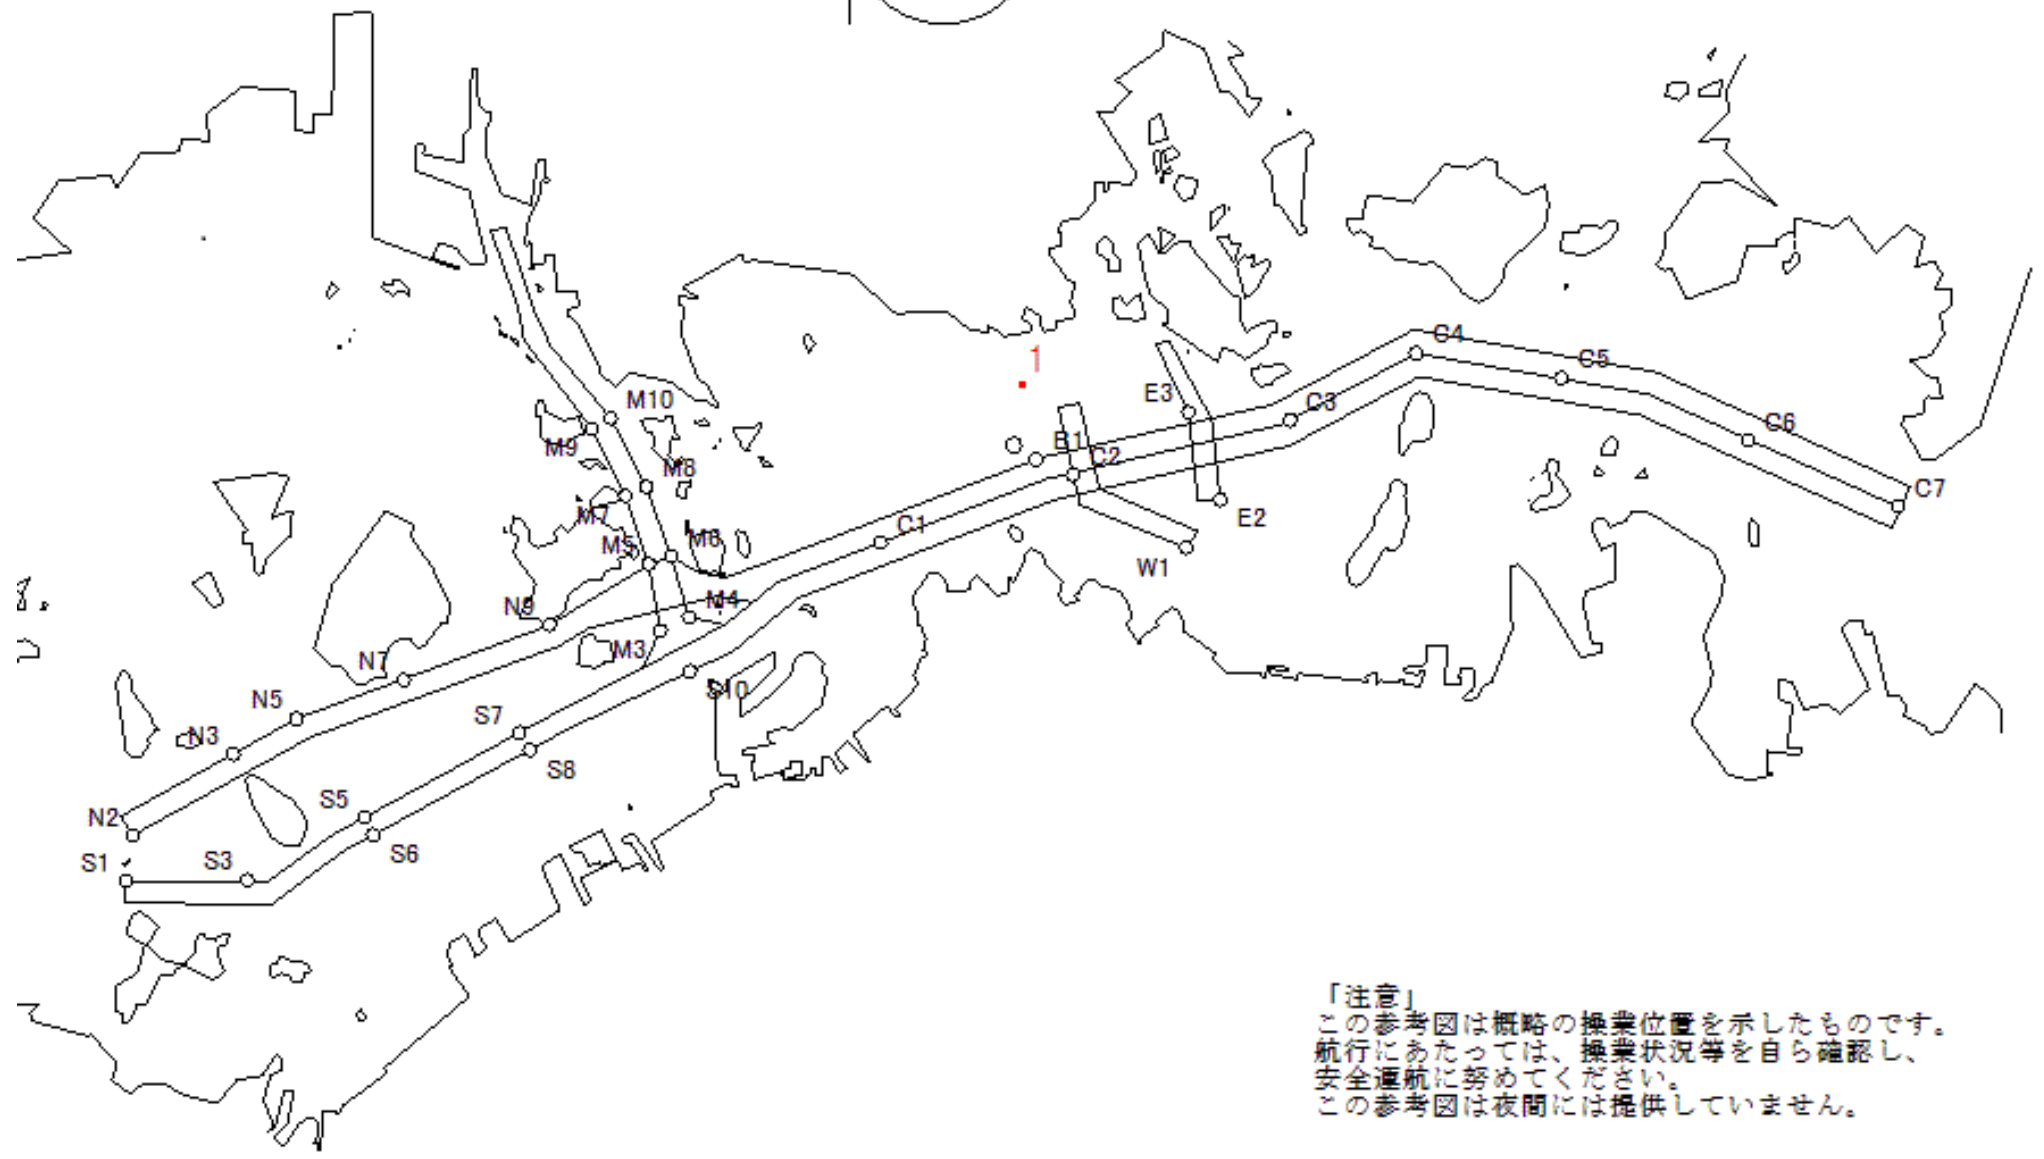 C4
1
C5
E3
M10
C3
C6
M9
B1
C2
M8
C7
M7
C1
E2
M5
M6
W1
N9
M4
M3
N7
S10
N5
S7
N3
S8
S5
N2
S6
S1
S3
「注意」
この参考図は概略の操業位置を示したものです。
航行にあたっては、操業状況等を自ら確認し、
安全運航に努めてください。
この参考図は夜間には提供していません。